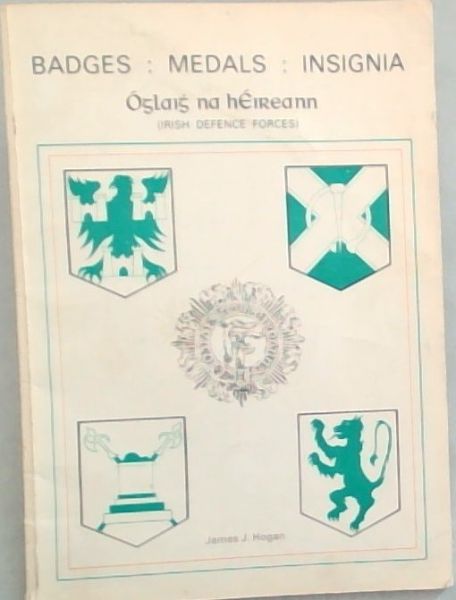 BADGES : MEDALS : INSIGNIA
Óglaiġ na hÉireann
(IRISH DEFENCE FORCES)
James J. Hogan